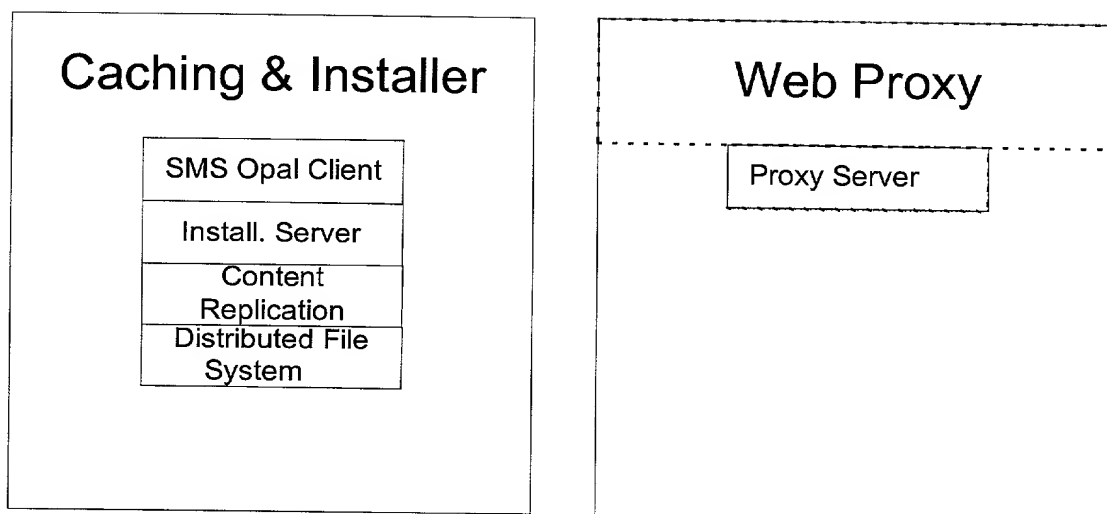 Caching & Installer
SMS Opal Client
Install. Server
Content
Replication
Distributed File
System
Web Proxy
Proxy Server